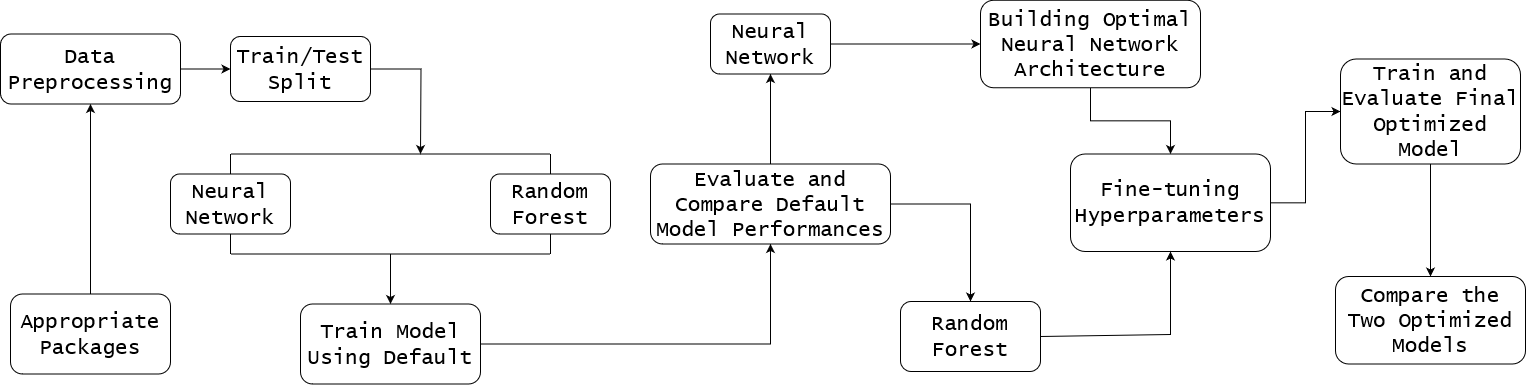 Data
Preprocessing
Train/Test
Split
Neural
Network
Random
Forest
Appropriate
Packages
Train Model
Using Default
Neural
Network
Building Optimal
Neural Network
Architecture
Evaluate and
Compare Default
Model Performances
Random
Forest
Fine-tuning
Hyperparameters
Train and
Evaluate Final
Optimized
Model
Compare the
Two Optimized
Models